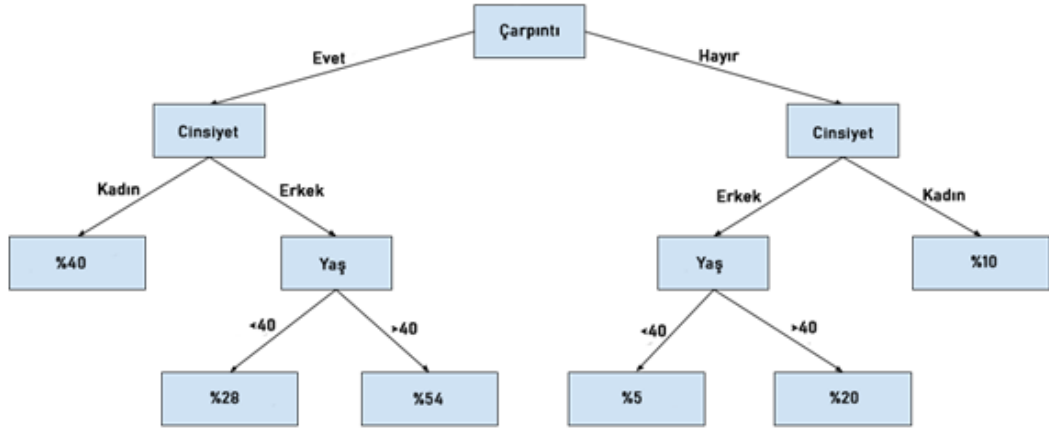 Çarpıntı
Evet
Hayır
Cinsiyet
Cinsiyet
Kadın
Erkek
Erkek
Kadın
%40
Yaş
Yaş
%10
<40
>40
<40
>40
%28
%54
%5
%20